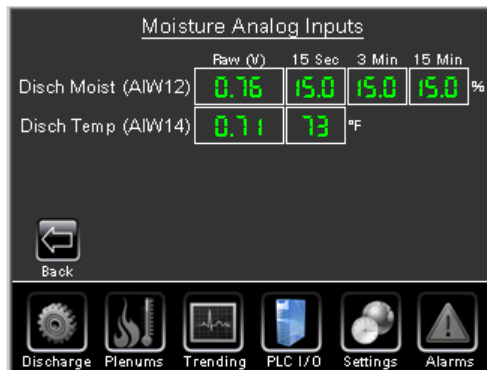 Moisture Analog Inputs
Raw (V) 15 Sec 3 Min 15 Min
Disch Moist (AIW12) 0.76 15.0 15.0 15.0 %
Disch Temp (AIW14) 0.71 73 °F
Back
Discharge Plenums Trending PLC I/O Settings Alarms